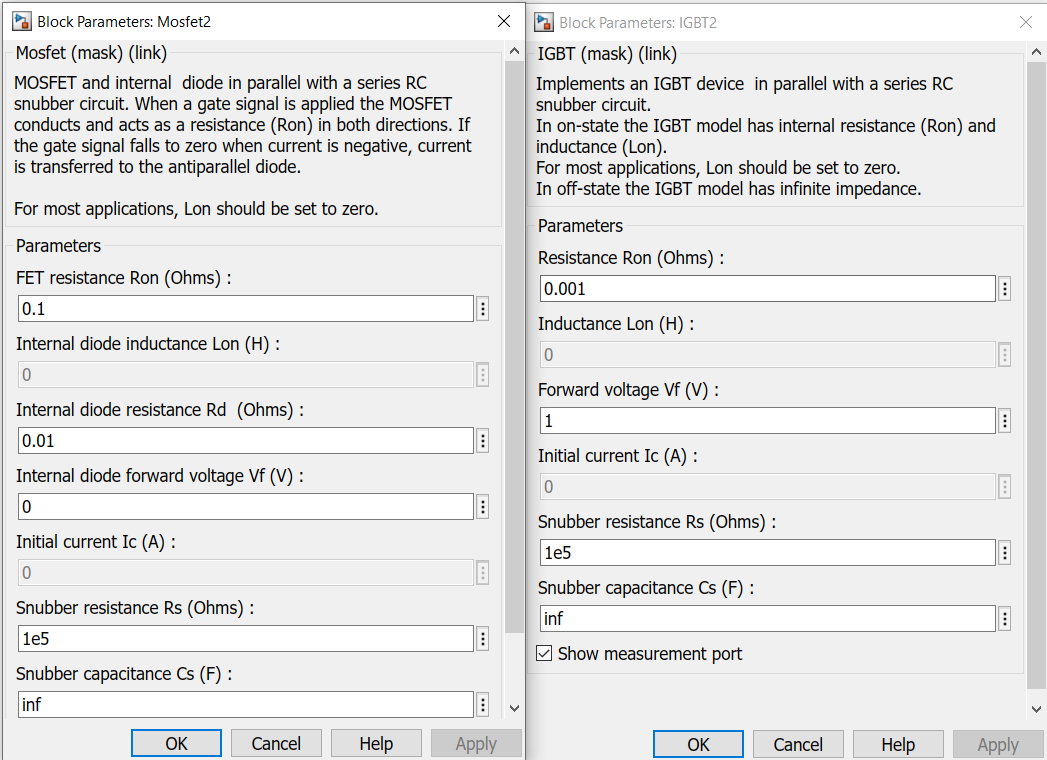 Block Parameters: Mosfet2
Mosfet (mask) (link)
MOSFET and internal  diode in parallel with a series RC
snubber circuit. When a gate signal is applied the MOSFET
conducts and acts as a resistance (Ron) in both directions. If
the gate signal falls to zero when current is negative, current
is transferred to the antiparallel diode.
For most applications, Lon should be set to zero.
Parameters
FET resistance Ron (Ohms) :
0.1
Internal diode inductance Lon (H) :
0
Internal diode resistance Rd  (Ohms) :
0.01
Internal diode forward voltage Vf (V) :
0
Initial current Ic (A) :
0
Snubber resistance Rs (Ohms) :
1e5
Snubber capacitance Cs (F) :
inf
OK
Cancel
Help
Apply
Block Parameters: IGBT2
IGBT (mask) (link)
Implements an IGBT device  in parallel with a series RC
snubber circuit.
In on-state the IGBT model has internal resistance (Ron) and
inductance (Lon).
For most applications, Lon should be set to zero.
In off-state the IGBT model has infinite impedance.
Parameters
Resistance Ron (Ohms) :
0.001
Inductance Lon (H) :
0
Forward voltage Vf (V) :
1
Initial current Ic (A) :
0
Snubber resistance Rs (Ohms) :
1e5
Snubber capacitance Cs (F) :
inf
Show measurement port
OK
Cancel
Help
Apply